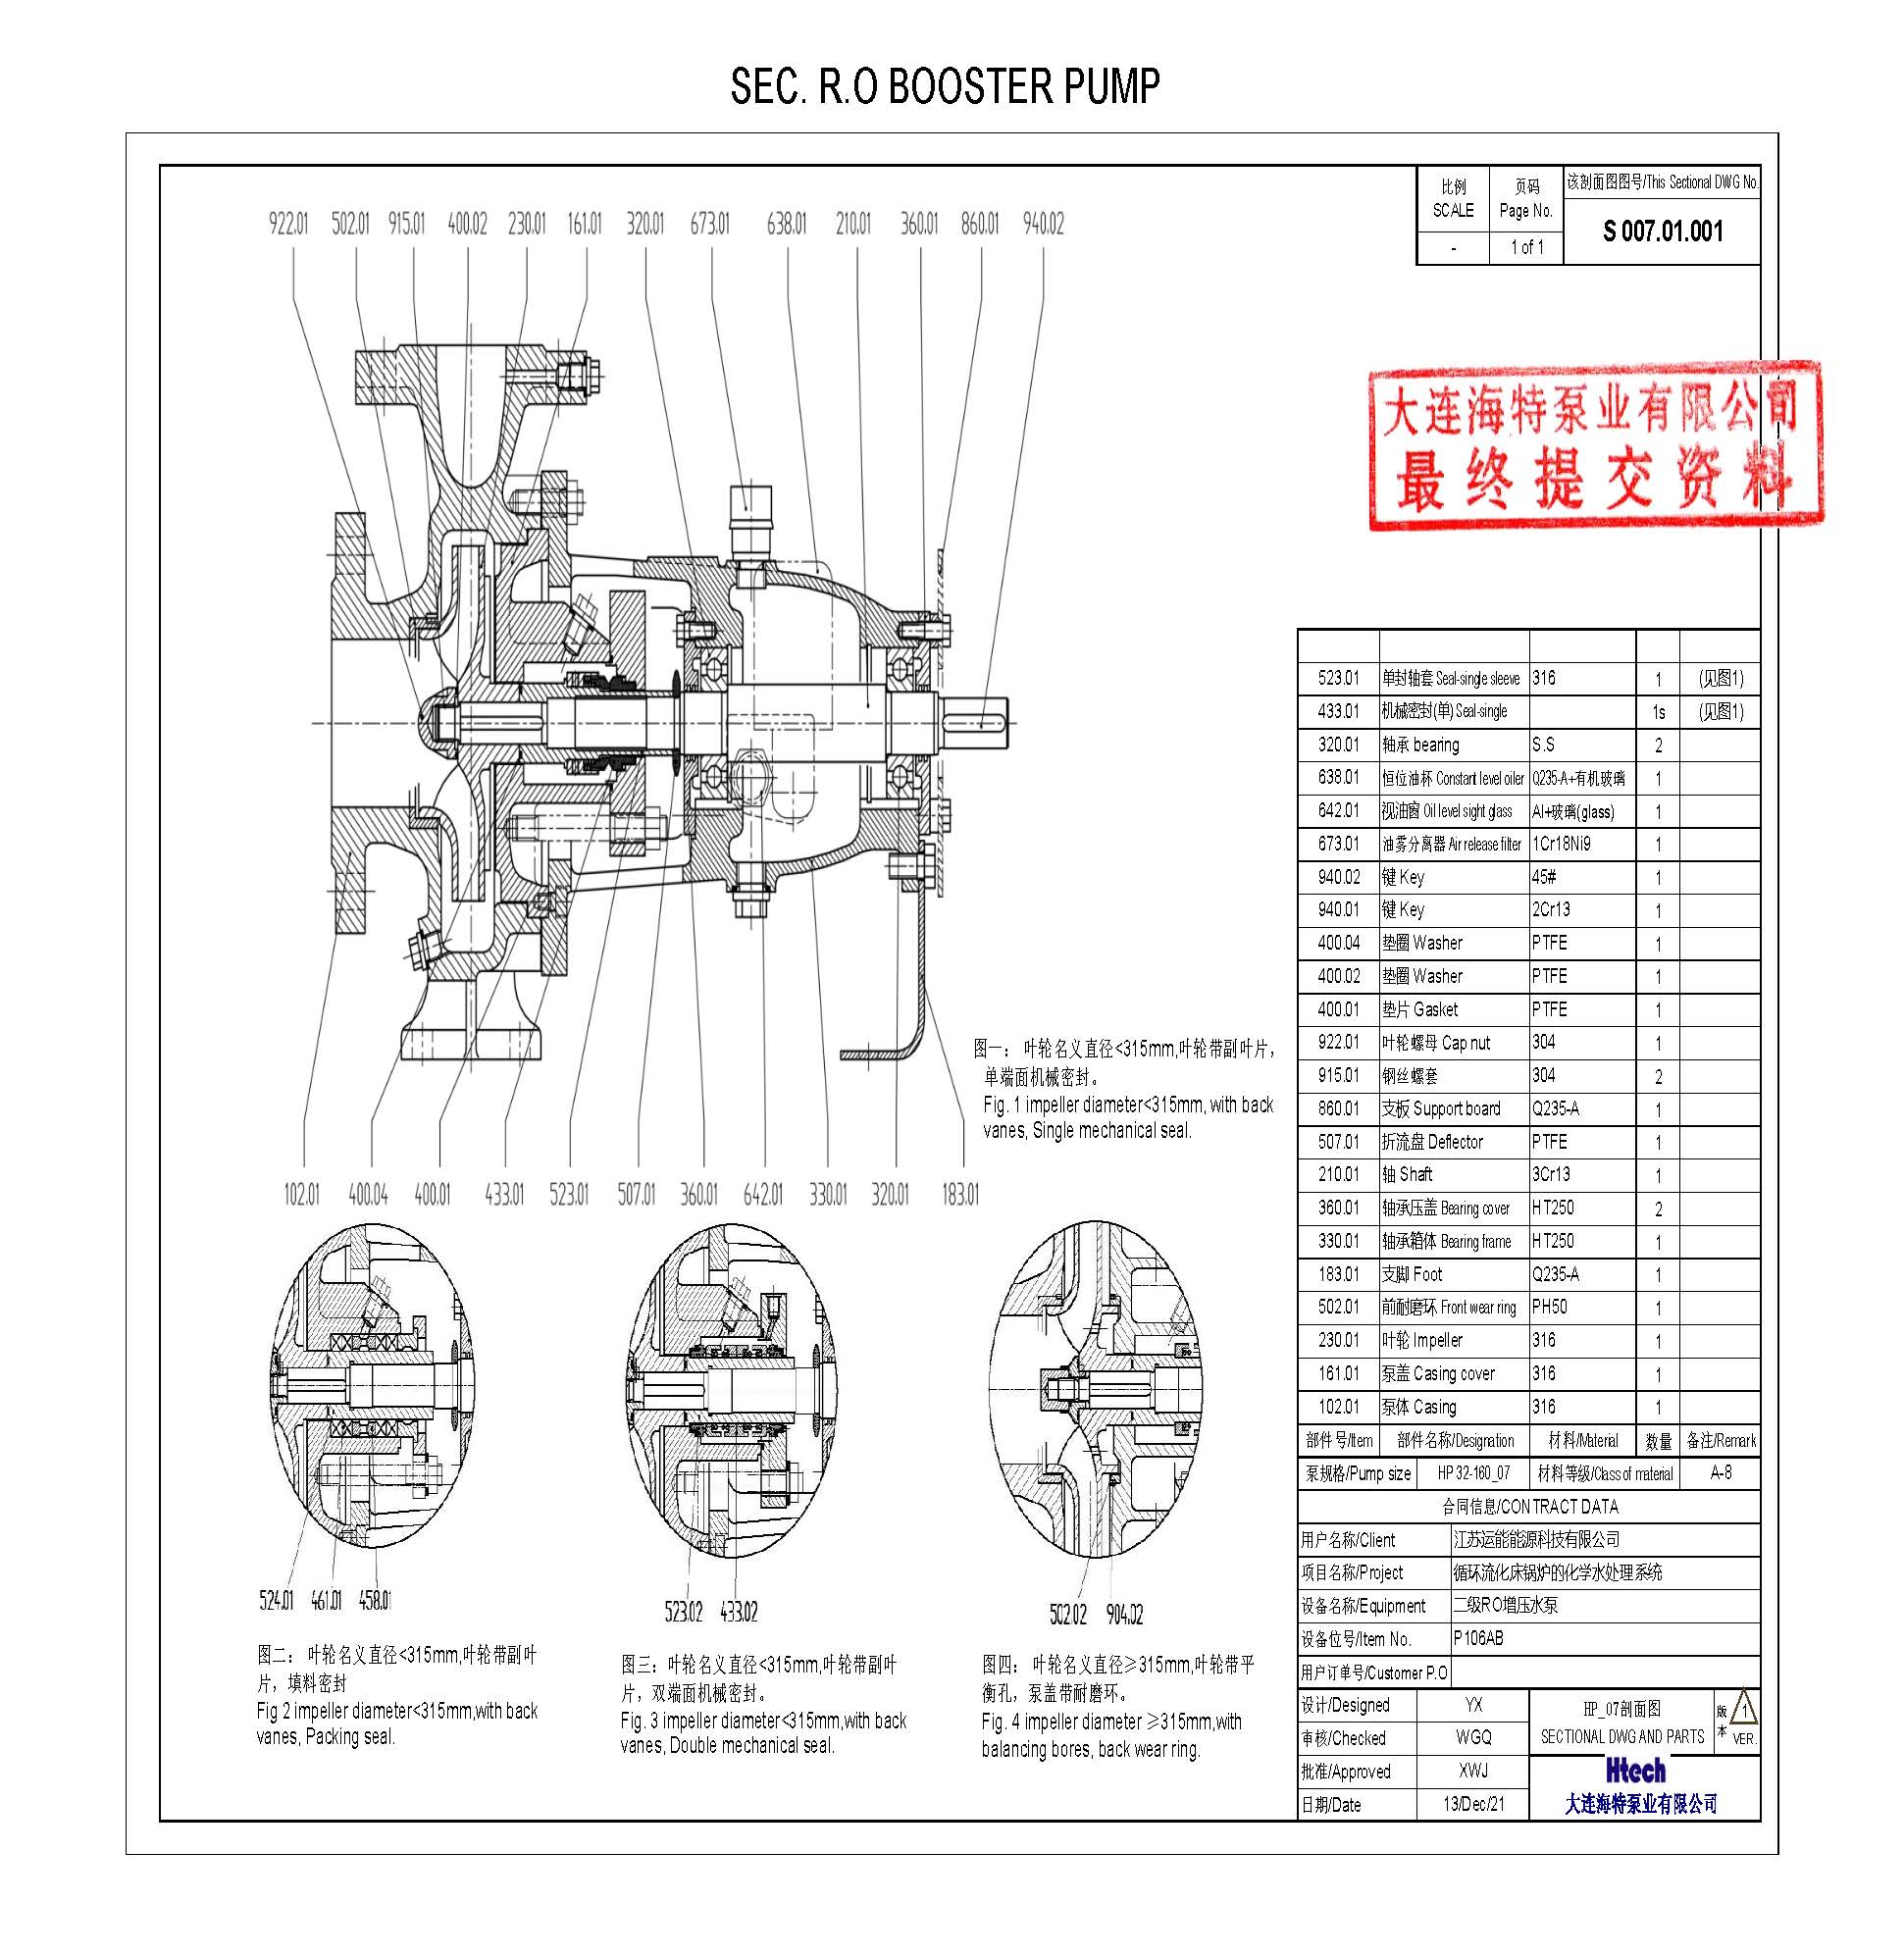 SEC. R.O BOOSTER PUMP
比例 SCALE
页码 Page No.
该剖面图图号/This Sectional DWG No.
-
1 of 1
S 007.01.001
922.01 502.01 915.01 400.02 230.01 161.01 320.01 673.01 638.01 210.01 360.01 860.01 940.02
大连海特泵业有限公司
最终提交资料
523.01 单封轴套 Seal-single sleeve 316 1 (见图1)
433.01 机械密封(单) Seal-single 1s (见图1)
320.01 轴承 bearing S.S 2
638.01 恒位油杯 Constant level oiler Q235-A+有机玻璃 1
642.01 视油窗 Oil level sight glass Al+玻璃(glass) 1
673.01 油雾分离器 Air release filter 1Cr18Ni9 1
940.02 键 Key 45# 1
940.01 键 Key 2Cr13 1
400.04 垫圈 Washer PTFE 1
400.02 垫圈 Washer PTFE 1
400.01 垫片 Gasket PTFE 1
922.01 叶轮螺母 Cap nut 304 1
915.01 钢丝螺套 304 2
860.01 支板 Support board Q235-A 1
507.01 折流盘 Deflector PTFE 1
210.01 轴 Shaft 3Cr13 1
360.01 轴承压盖 Bearing cover HT250 2
330.01 轴承箱体 Bearing frame HT250 1
183.01 支脚 Foot Q235-A 1
502.01 前耐磨环 Front wear ring PH50 1
230.01 叶轮 Impeller 316 1
161.01 泵盖 Casing cover 316 1
102.01 泵体 Casing 316 1
部件号/Item 部件名称/Designation 材料/Material 数量 备注/Remark
泵规格/Pump size HP 32-160_07 材料等级/Class of material A-8
合同信息/CONTRACT DATA
用户名称/Client 江苏运能能源科技有限公司
项目名称/Project 循环流化床锅炉的化学水处理系统
设备名称/Equipment 二级RO增压水泵
设备位号/Item No. P106AB
用户订单号/Customer P.O
设计/Designed YX
审核/Checked WGQ
批准/Approved XWJ
日期/Date 13/Dec/21
HP_07剖面图
SECTIONAL DWG AND PARTS
版本 1 VER.
Htech
大连海特泵业有限公司
图一： 叶轮名义直径<315mm,叶轮带副叶片，
单端面机械密封。
Fig. 1 impeller diameter<315mm, with back
vanes, Single mechanical seal.
102.01 400.04 400.01 433.01 523.01 507.01 360.01 642.01 330.01 320.01 183.01
524.01 461.01 458.01
523.02 433.02
502.02 904.02
图二： 叶轮名义直径<315mm,叶轮带副叶
片，填料密封
Fig 2 impeller diameter<315mm,with back
vanes, Packing seal.
图三：叶轮名义直径<315mm,叶轮带副叶
片，双端面机械密封。
Fig. 3 impeller diameter<315mm,with back
vanes, Double mechanical seal.
图四： 叶轮名义直径≥315mm,叶轮带平
衡孔，泵盖带耐磨环。
Fig. 4 impeller diameter ≥315mm,with
balancing bores, back wear ring.